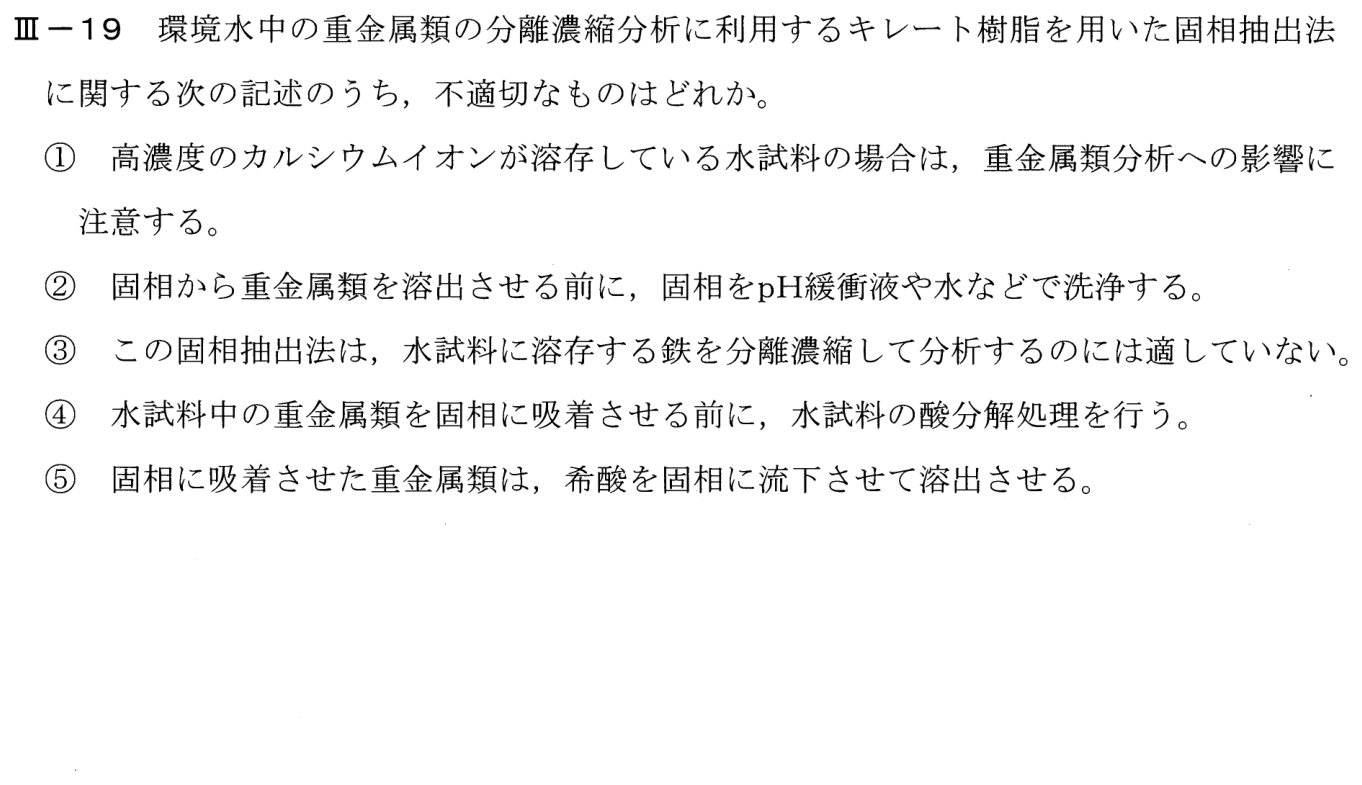 Ⅲ－19　環境水中の重金属類の分離濃縮分析に利用するキレート樹脂を用いた固相抽出法
に関する次の記述のうち，不適切なものはどれか。
①　高濃度のカルシウムイオンが溶存している水試料の場合は，重金属類分析への影響に
注意する。
②　固相から重金属類を溶出させる前に，固相をpH緩衝液や水などで洗浄する。
③　この固相抽出法は，水試料に溶存する鉄を分離濃縮して分析するのには適していない。
④　水試料中の重金属類を固相に吸着させる前に，水試料の酸分解処理を行う。
⑤　固相に吸着させた重金属類は，希酸を固相に流下させて溶出させる。